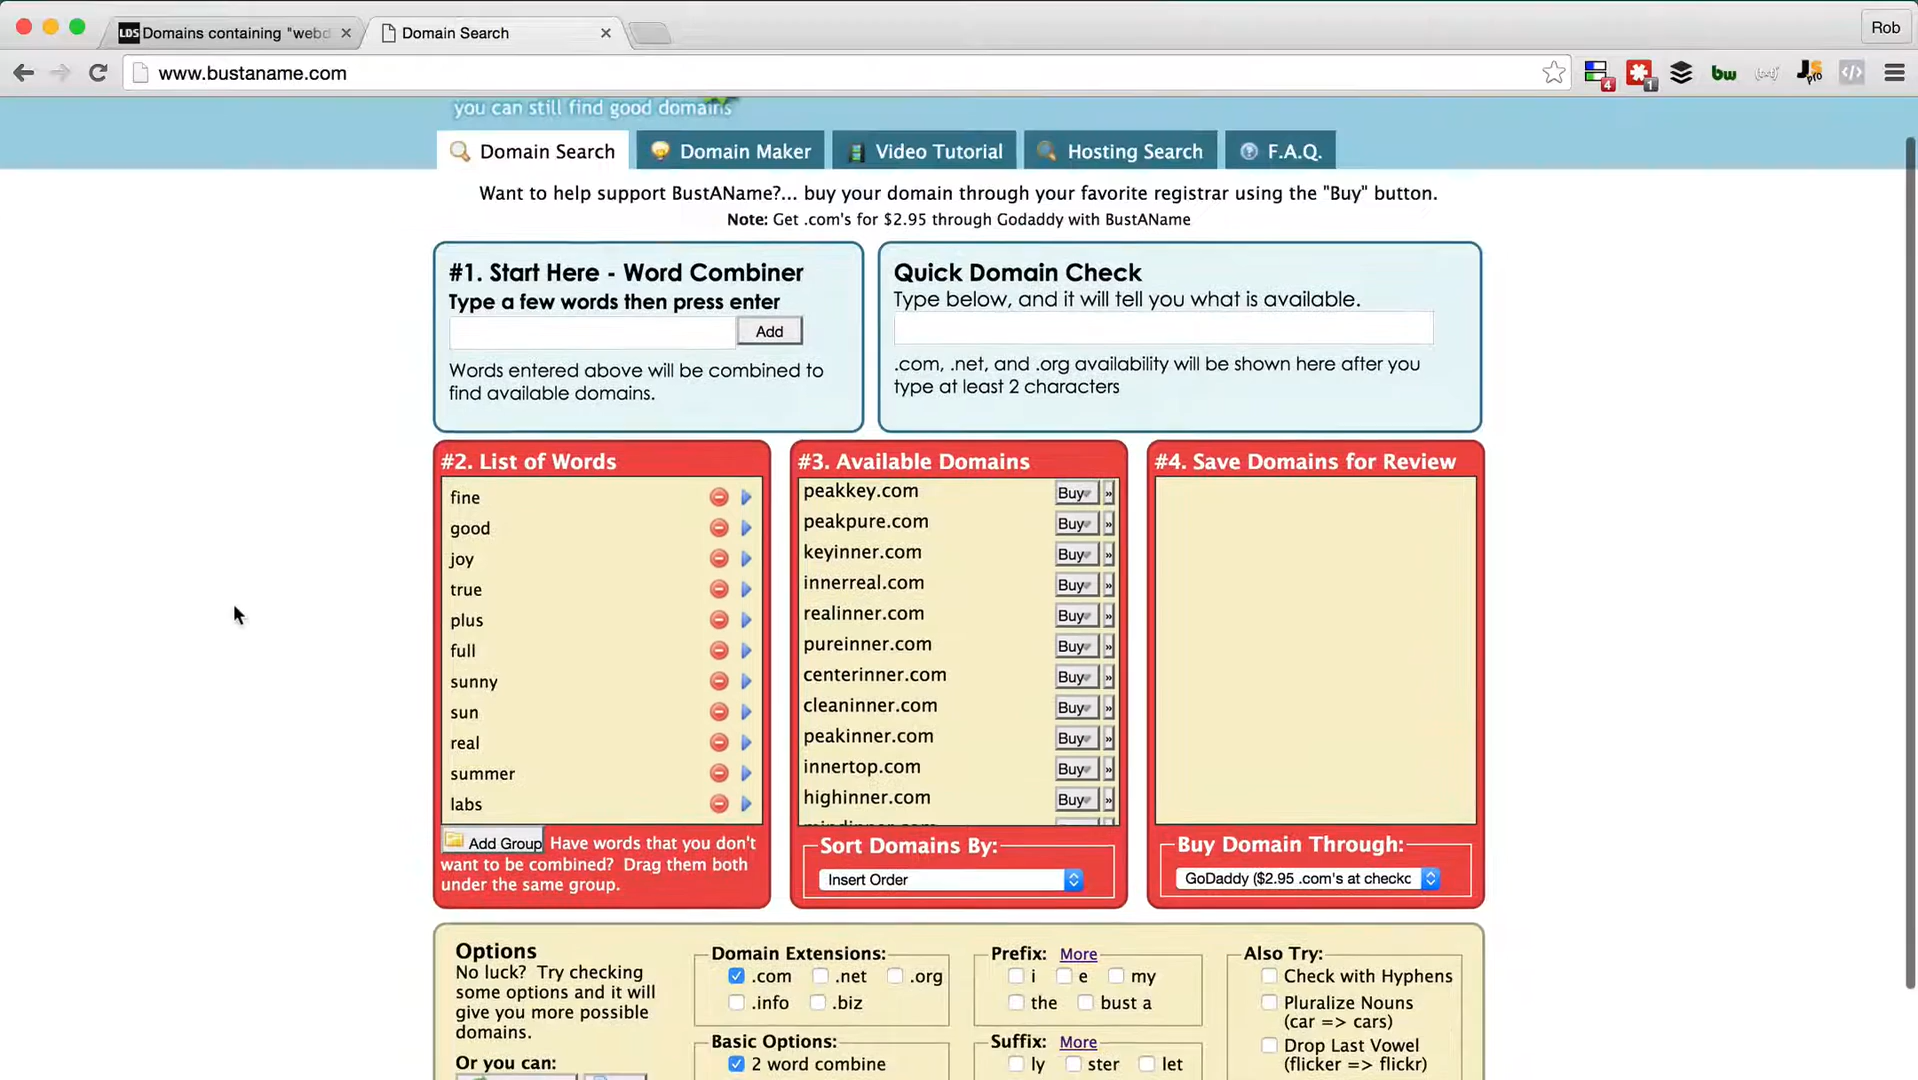 LDS Domains containing "webd
Domain Search
Rob
www.bustaname.com
4
1
bw
JS
pro
you can still find good domains
Domain Search
Domain Maker
Video Tutorial
Hosting Search
F.A.Q.
Want to help support BustAName?... buy your domain through your favorite registrar using the "Buy" button.
Note: Get .com's for $2.95 through Godaddy with BustAName
#1. Start Here - Word Combiner
Type a few words then press enter
Add
Words entered above will be combined to
find available domains.
Quick Domain Check
Type below, and it will tell you what is available.
.com, .net, and .org availability will be shown here after you
type at least 2 characters
#2. List of Words
fine
good
joy
true
plus
full
sunny
sun
real
summer
labs
Add Group Have words that you don't
want to be combined? Drag them both
under the same group.
#3. Available Domains
peakkey.com Buy »
peakpure.com Buy »
keyinner.com Buy »
innerreal.com Buy »
realinner.com Buy »
pureinner.com Buy »
centerinner.com Buy »
cleaninner.com Buy »
peakinner.com Buy »
innertop.com Buy »
highinner.com Buy »
Sort Domains By:
Insert Order
#4. Save Domains for Review
Buy Domain Through:
GoDaddy ($2.95 .com's at checkc
Options
No luck? Try checking
some options and it will
give you more possible
domains.
Or you can:
Domain Extensions:
.com .net .org
.info .biz
Basic Options:
2 word combine
Prefix: More
i e my
the bust a
Suffix: More
ly ster let
Also Try:
Check with Hyphens
Pluralize Nouns
(car => cars)
Drop Last Vowel
(flicker => flickr)